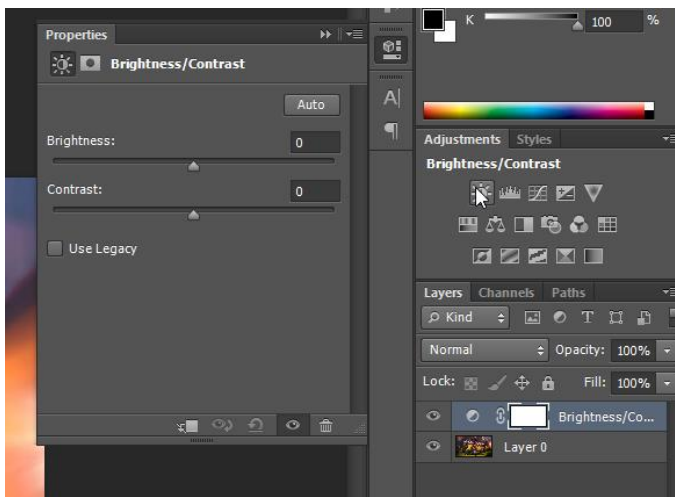 Properties
Brightness/Contrast
Auto
Brightness: 0
Contrast: 0
Use Legacy
A
K 100 %
Adjustments Styles
Brightness/Contrast
Layers Channels Paths
Kind T
Normal Opacity: 100%
Lock: Fill: 100%
Brightness/Co...
Layer 0